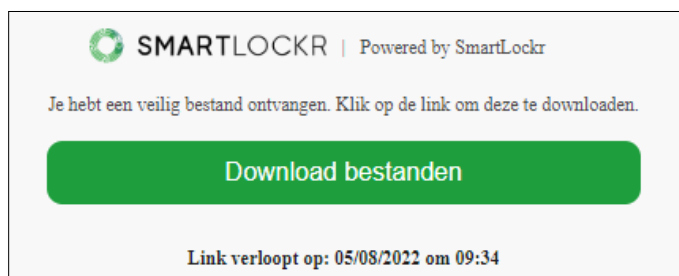 SMARTLOCKR | Powered by SmartLockr
Je hebt een veilig bestand ontvangen. Klik op de link om deze te downloaden.
Download bestanden
Link verloopt op: 05/08/2022 om 09:34